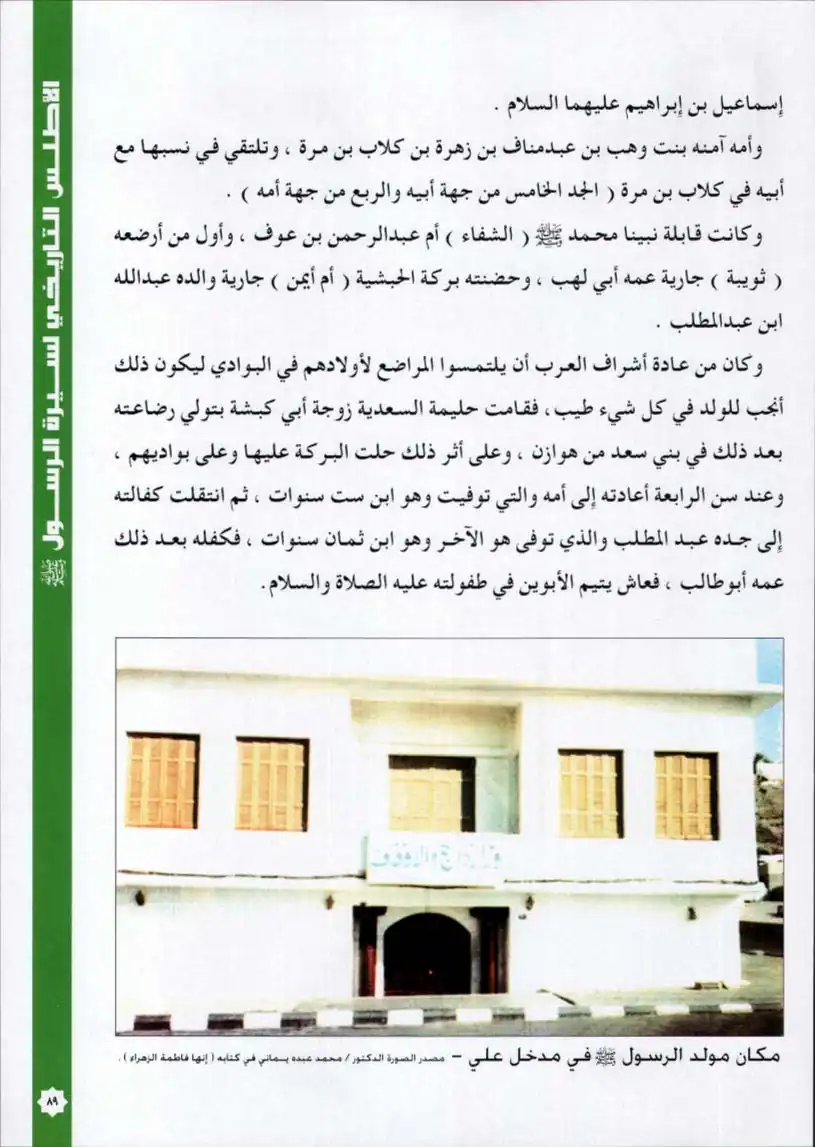 إسماعيل بن إبراهيم عليهما السلام .
وأمه آمنه بنت وهب بن عبدمناف بن زهرة بن كلاب بن مرة ، وتلتقي في نسبها مع
أبيه في كلاب بن مرة ( الجد الخامس من جهة أبيه والربع من جهة أمه ) .
وكانت قابلة نبينا محمد ﷺ ( الشفاء ) أم عبدالرحمن بن عوف ، وأول من أرضعه
( ثويبة ) جارية عمه أبي لهب ، وحضنته بركة الحبشية ( أم أيمن ) جارية والده عبدالله
ابن عبدالمطلب .
وكان من عادة أشراف العرب أن يلتمسوا المراضع لأولادهم في البوادي ليكون ذلك
أنجب للولد في كل شيء طيب ، فقامت حليمة السعدية زوجة أبي كبشة بتولي رضاعته
بعد ذلك في بني سعد من هوازن ، وعلى أثر ذلك حلت البركة عليها وعلى بواديهم ،
وعند سن الرابعة أعادته إلى أمه والتي توفيت وهو ابن ست سنوات ، ثم انتقلت كفالته
إلى جده عبد المطلب والذي توفى هو الآخر وهو ابن ثمان سنوات ، فكفله بعد ذلك
عمه أبوطالب ، فعاش يتيم الأبوين في طفولته عليه الصلاة والسلام .
مكان مولد الرسول ﷺ في مدخل علي – مصدر الصورة الدكتور / محمد عبده يماني في كتابه ( إنها فاطمة الزهراء ) .
الأطلس التاريخي لسيرة الرسول ﷺ
٨٩